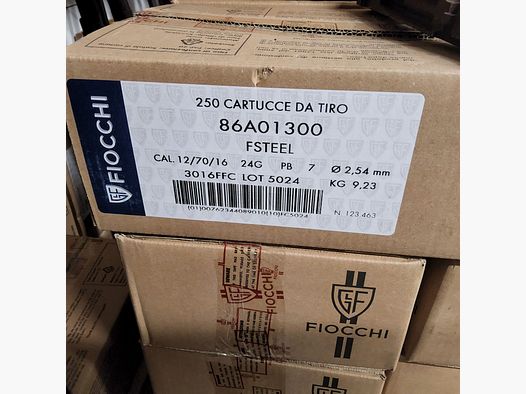 FIOCCHI
250 CARTUCCE DA TIRO
86A01300
FSTEEL
CAL. 12/70/16 24G PB 7 Ø 2,54 mm
3016FFC LOT 5024 KG 9,23
N. 123.463
FIOCCHI